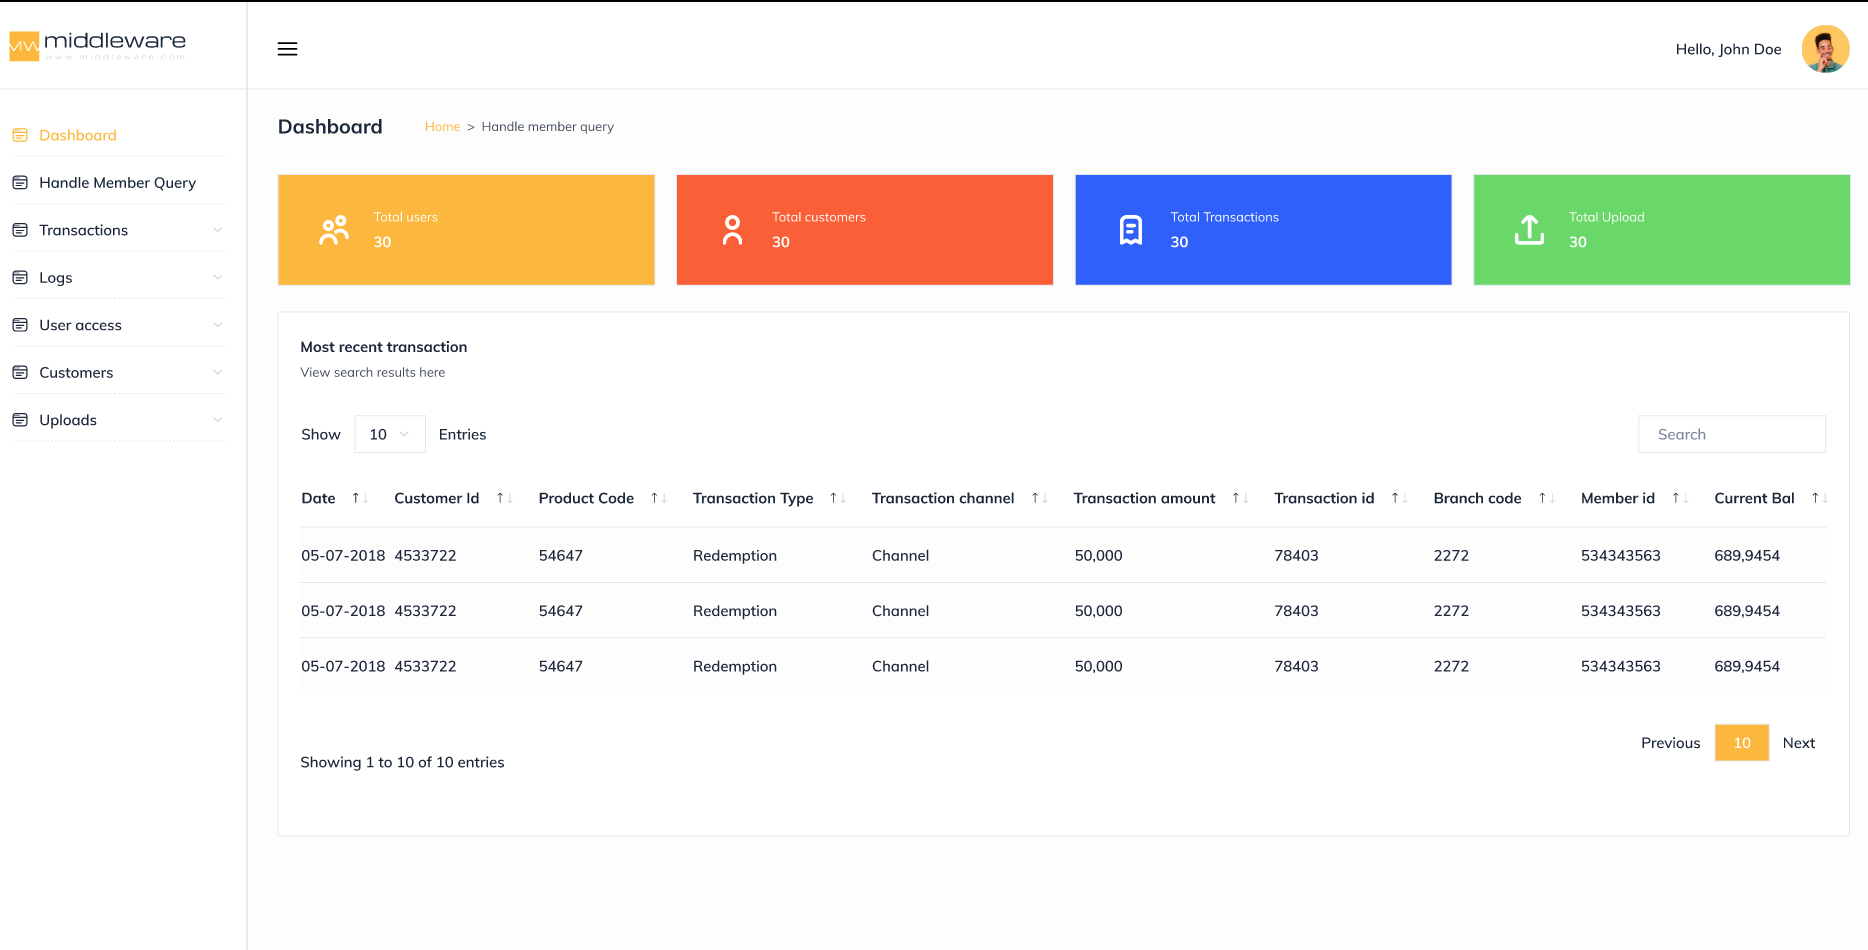 MW middleware
www.middleware.com
Hello, John Doe
Dashboard
Handle Member Query
Transactions
Logs
User access
Customers
Uploads
Dashboard Home > Handle member query
Total users
30
Total customers
30
Total Transactions
30
Total Upload
30
Most recent transaction
View search results here
Show 10 Entries Search
Date ↑↓ Customer Id ↑↓ Product Code ↑↓ Transaction Type ↑↓ Transaction channel ↑↓ Transaction amount ↑↓ Transaction id ↑↓ Branch code ↑↓ Member id ↑↓ Current Bal ↑↓
05-07-2018 4533722 54647 Redemption Channel 50,000 78403 2272 534343563 689,9454
05-07-2018 4533722 54647 Redemption Channel 50,000 78403 2272 534343563 689,9454
05-07-2018 4533722 54647 Redemption Channel 50,000 78403 2272 534343563 689,9454
Previous 10 Next
Showing 1 to 10 of 10 entries